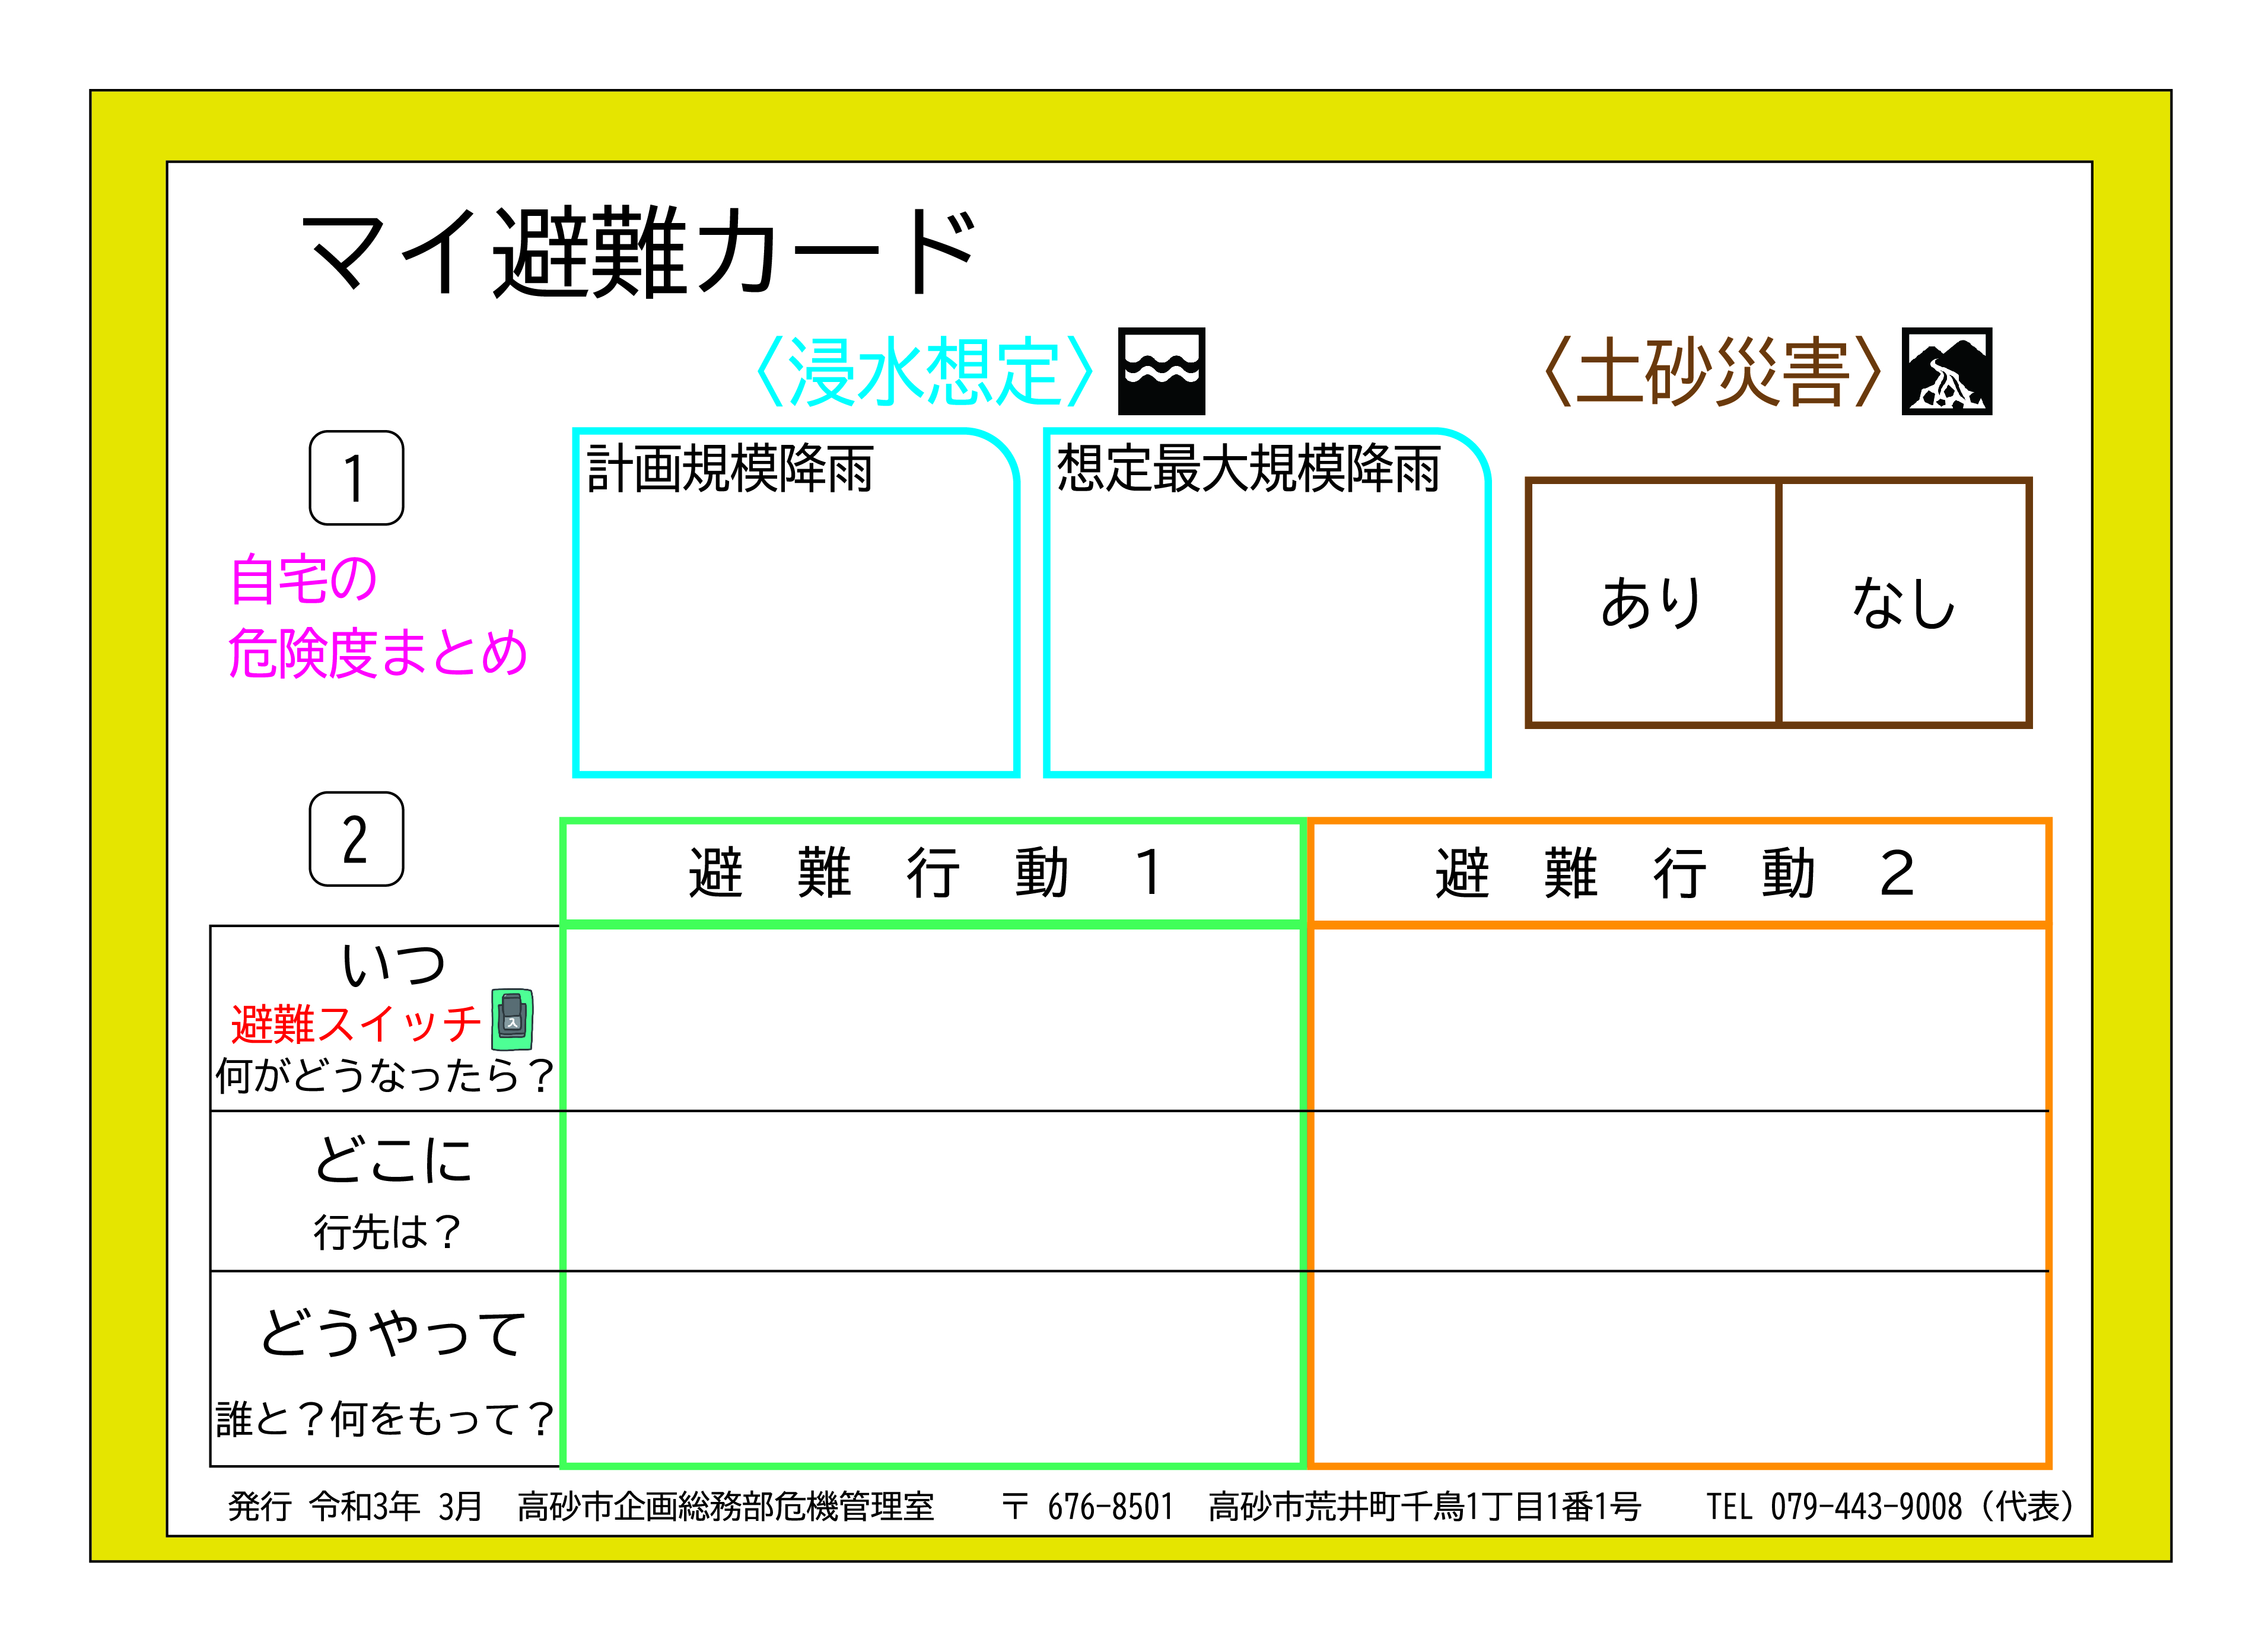 マイ避難カード
〈浸水想定〉
〈土砂災害〉
1
自宅の
危険度まとめ
計画規模降雨
想定最大規模降雨
あり
なし
2
避難行動1
避難行動2
いつ
避難スイッチ
入
何がどうなったら？
どこに
行先は？
どうやって
誰と？何をもって？
発行 令和3年 3月 高砂市企画総務部危機管理室 〒 676-8501 高砂市荒井町千鳥1丁目1番1号 TEL 079-443-9008（代表）